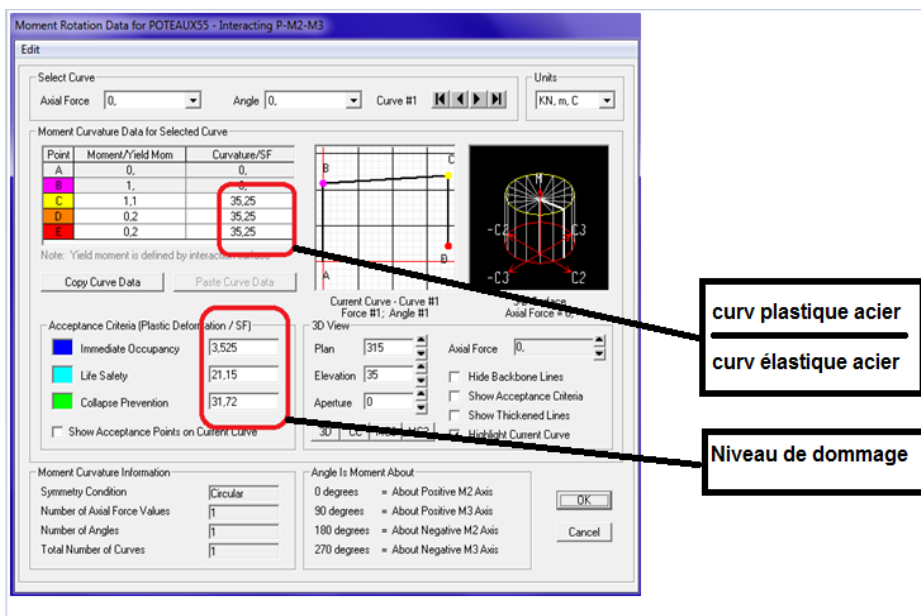 Moment Rotation Data for POTEAUX55 - Interacting P-M2-M3
Edit
Select Curve
Axial Force 0, Angle 0, Curve #1
Units
KN, m, C
Moment Curvature Data for Selected Curve
Point Moment/Yield Mom Curvature/SF
A 0, 0,
B 1, 0,
C 1,1 35,25
D 0,2 35,25
E 0,2 35,25
Note: Yield moment is defined by interaction surface
Copy Curve Data Paste Curve Data
B C
A D
Current Curve - Curve #1
Force #1; Angle #1
M
-C2 C3
-C3 C2
3-D Surface
Axial Force = 0,
curv plastique acier
curv élastique acier
Acceptance Criteria (Plastic Deformation / SF)
Immediate Occupancy 3,525
Life Safety 21,15
Collapse Prevention 31,72
Show Acceptance Points on Current Curve
3D View
Plan 315 Axial Force 0,
Elevation 35 Hide Backbone Lines
Aperture 0 Show Acceptance Criteria
Show Thickened Lines
3D Highlight Current Curve
Niveau de dommage
Moment Curvature Information
Symmetry Condition Circular
Number of Axial Force Values 1
Number of Angles 1
Total Number of Curves 1
Angle Is Moment About
0 degrees = About Positive M2 Axis
90 degrees = About Positive M3 Axis
180 degrees = About Negative M2 Axis
270 degrees = About Negative M3 Axis
OK
Cancel